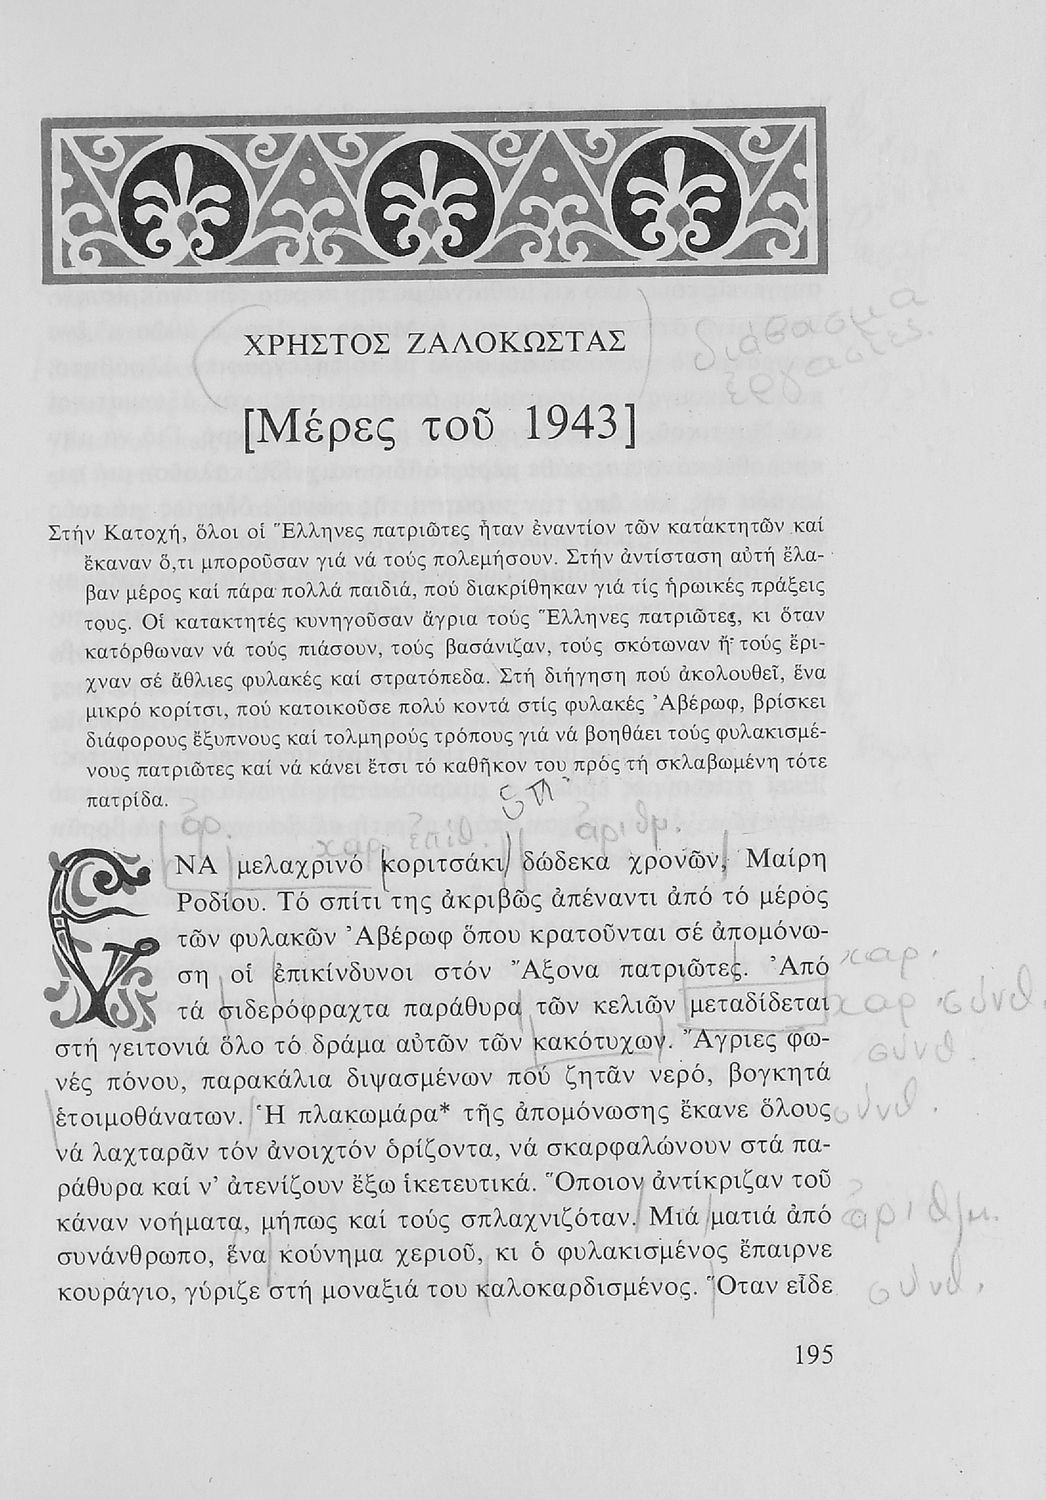 ΧΡΗΣΤΟΣ ΖΑΛΟΚΩΣΤΑΣ
διάβασμα
ἐργασίες.
[Μέρες τοῦ 1943]
Στήν Κατοχή, ὅλοι οἱ Ἕλληνες πατριῶτες ἦταν ἐναντίον τῶν κατακτητῶν καί
ἔκαναν ὅ,τι μποροῦσαν γιά νά τούς πολεμήσουν. Στήν ἀντίσταση αὐτή ἔλα-
βαν μέρος καί πάρα πολλά παιδιά, πού διακρίθηκαν γιά τίς ἡρωικές πράξεις
τους. Οἱ κατακτητές κυνηγοῦσαν ἄγρια τούς Ἕλληνες πατριῶτες, κι ὅταν
κατόρθωναν νά τούς πιάσουν, τούς βασάνιζαν, τούς σκότωναν ἤ τούς ἔρι-
χναν σέ ἄθλιες φυλακές καί στρατόπεδα. Στή διήγηση πού ἀκολουθεῖ, ἕνα
μικρό κορίτσι, πού κατοικοῦσε πολύ κοντά στίς φυλακές Ἀβέρωφ, βρίσκει
διάφορους ἔξυπνους καί τολμηρούς τρόπους γιά νά βοηθάει τούς φυλακισμέ-
νους πατριῶτες καί νά κάνει ἔτσι τό καθῆκον του πρός τή σκλαβωμένη τότε
πατρίδα.
χαρ. ἐπιθ.
ἀριθμ.
ΕΝΑ μελαχρινό κοριτσάκι δώδεκα χρονῶν, Μαίρη
Ροδίου. Τό σπίτι της ἀκριβῶς ἀπέναντι ἀπό τό μέρος
τῶν φυλακῶν Ἀβέρωφ ὅπου κρατοῦνται σέ ἀπομόνω-
ση οἱ ἐπικίνδυνοι στόν Ἄξονα πατριῶτες. Ἀπό
χαρ.
τά σιδερόφραχτα παράθυρα τῶν κελιῶν μεταδίδεται
χαρ. σύνθ.
στή γειτονιά ὅλο τό δράμα αὐτῶν τῶν κακότυχων. Ἄγριες φω-
σύνθ.
νές πόνου, παρακάλια διψασμένων πού ζητᾶν νερό, βογκητά
ἑτοιμοθάνατων. Ἡ πλακωμάρα* τῆς ἀπομόνωσης ἔκανε ὅλους
σύνθ.
νά λαχταρᾶν τόν ἀνοιχτόν ὁρίζοντα, νά σκαρφαλώνουν στά πα-
ράθυρα καί ν' ἀτενίζουν ἔξω ἱκετευτικά. Ὅποιον ἀντίκριζαν τοῦ
κάναν νοήματα, μήπως καί τούς σπλαχνιζόταν. Μιά ματιά ἀπό
ἀριθμ.
συνάνθρωπο, ἕνα κούνημα χεριοῦ, κι ὁ φυλακισμένος ἔπαιρνε
κουράγιο, γύριζε στή μοναξιά του καλοκαρδισμένος. Ὅταν εἶδε
σύνθ.
195